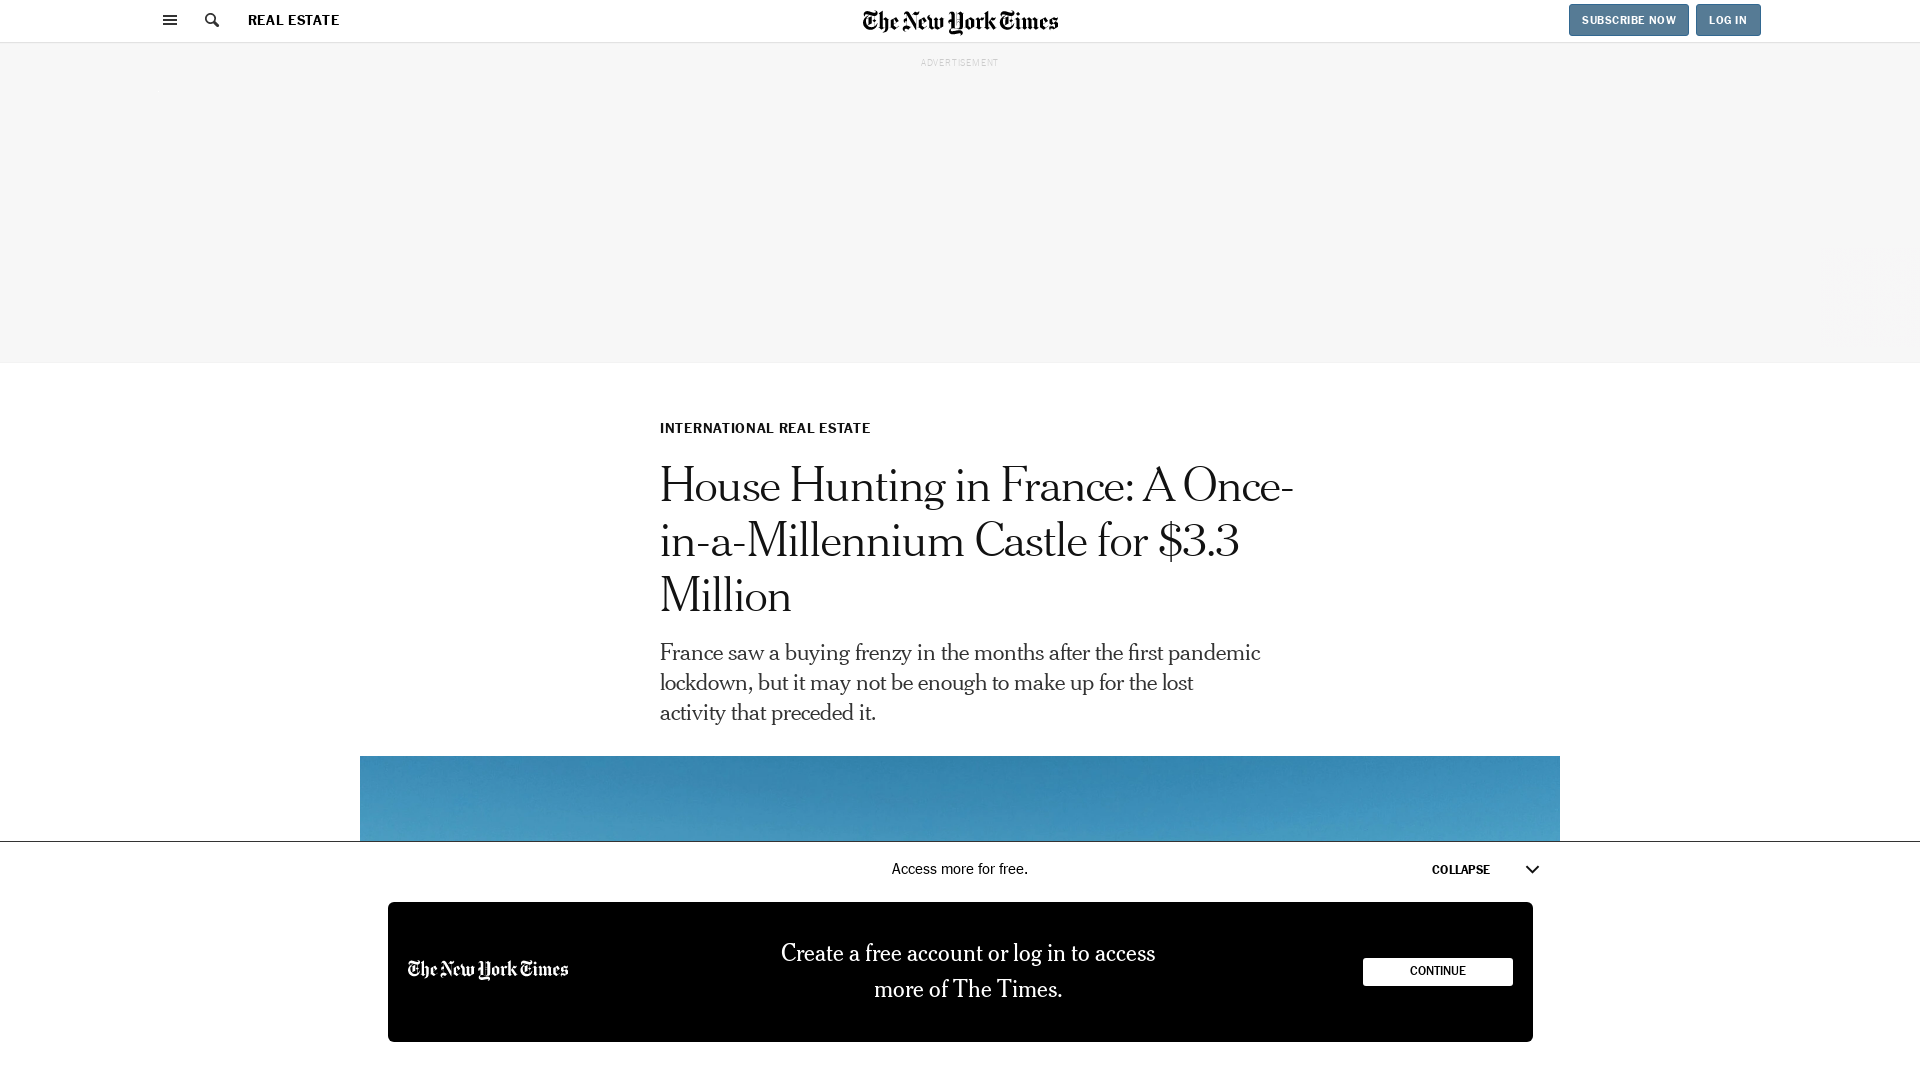 REAL ESTATE
The New York Times
SUBSCRIBE NOW
LOG IN
ADVERTISEMENT
INTERNATIONAL REAL ESTATE
House Hunting in France: A Once-
in-a-Millennium Castle for $3.3
Million
France saw a buying frenzy in the months after the first pandemic
lockdown, but it may not be enough to make up for the lost
activity that preceded it.
Access more for free.
COLLAPSE
The New York Times
Create a free account or log in to access
more of The Times.
CONTINUE